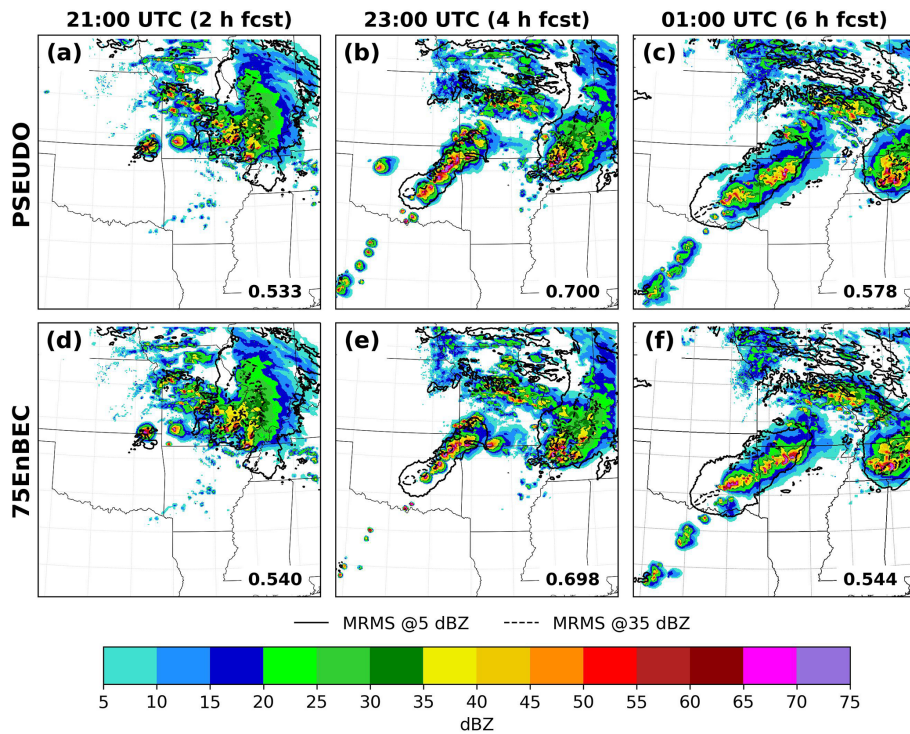 21:00 UTC (2 h fcst) 23:00 UTC (4 h fcst) 01:00 UTC (6 h fcst)
PSEUDO
(a) (b) (c)
0.533 0.700 0.578
75EnBEC
(d) (e) (f)
0.540 0.698 0.544
MRMS @5 dBZ MRMS @35 dBZ
5 10 15 20 25 30 35 40 45 50 55 60 65 70 75
dBZ